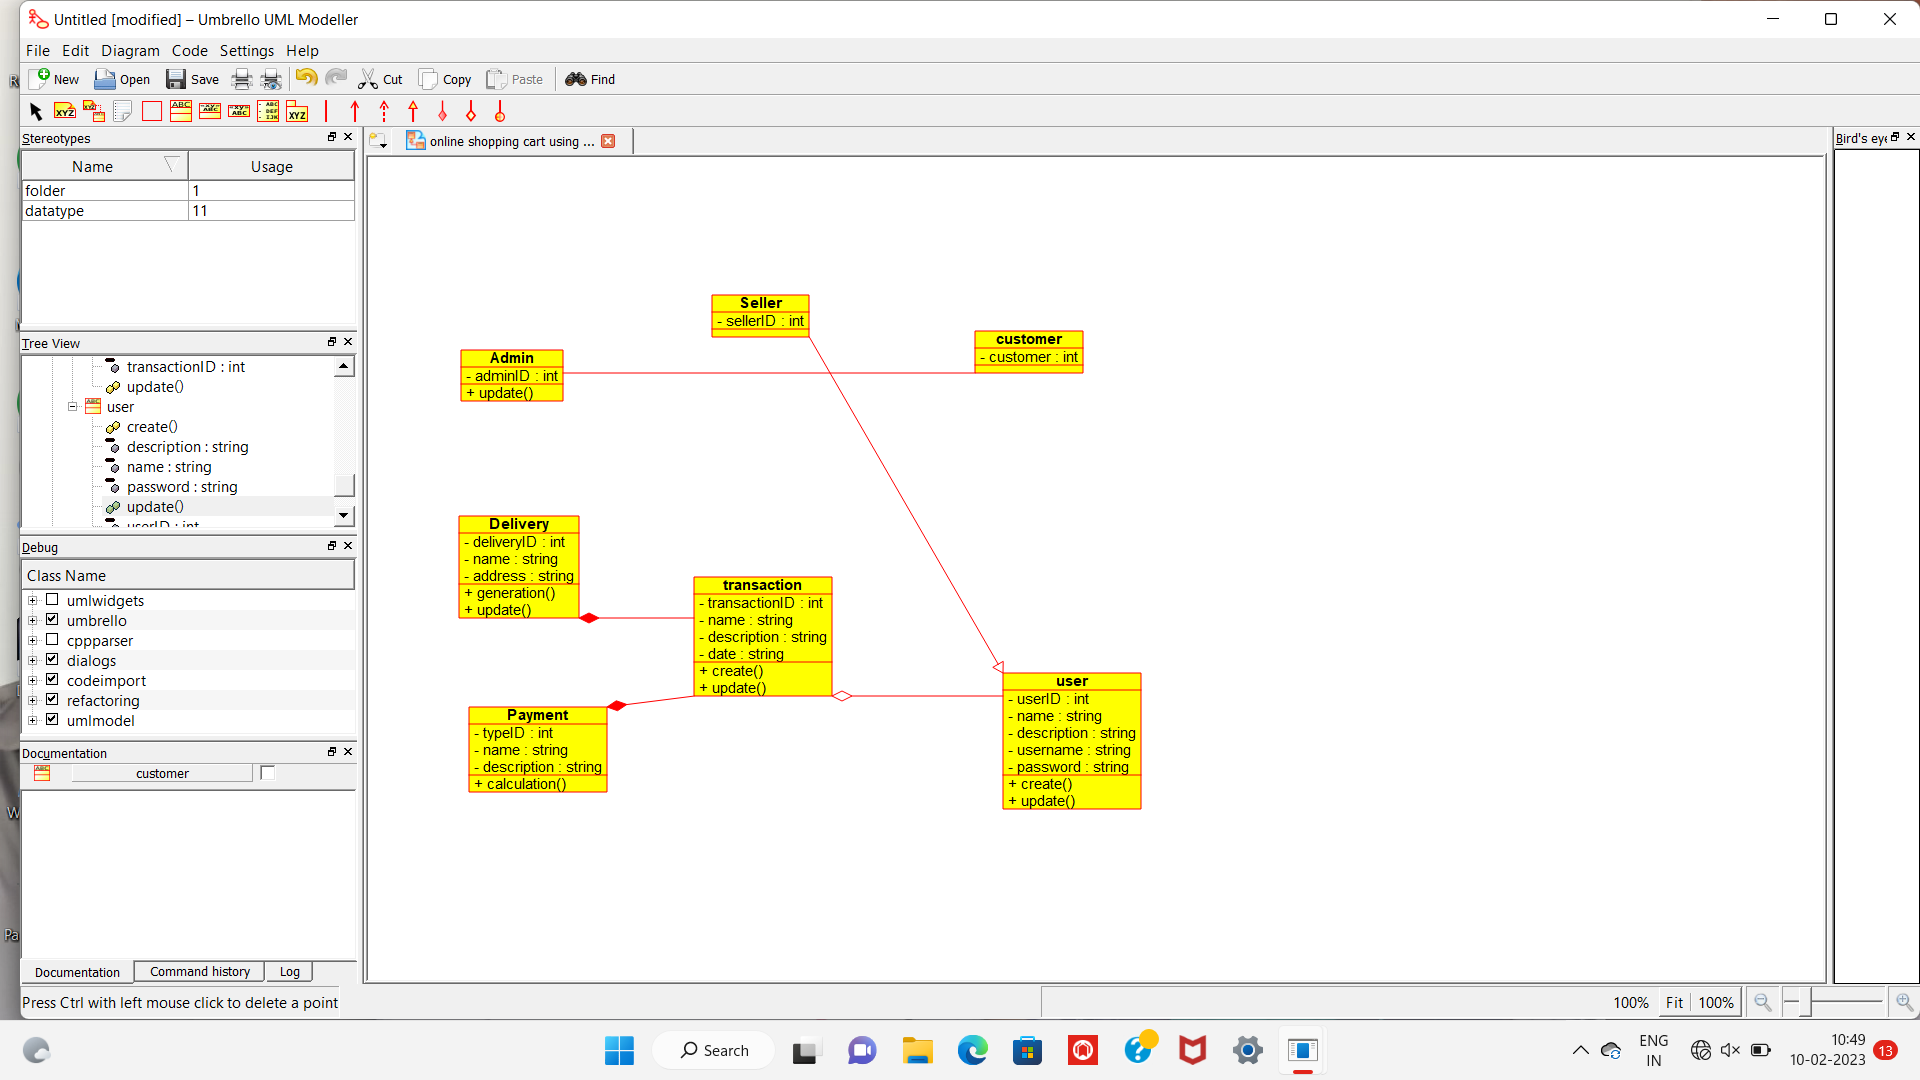 Untitled [modified] – Umbrello UML Modeller
File Edit Diagram Code Settings Help
New Open Save Cut Copy Paste Find
Stereotypes
online shopping cart using ...
Bird's eye
Name Usage
folder 1
datatype 11
Tree View
transactionID : int
update()
user
create()
description : string
name : string
password : string
update()
userID : int
Debug
Class Name
umlwidgets
umbrello
cppparser
dialogs
codeimport
refactoring
umlmodel
Documentation
customer
Documentation Command history Log
Press Ctrl with left mouse click to delete a point
Seller
- sellerID : int
customer
- customer : int
Admin
- adminID : int
+ update()
Delivery
- deliveryID : int
- name : string
- address : string
+ generation()
+ update()
transaction
- transactionID : int
- name : string
- description : string
- date : string
+ create()
+ update()
Payment
- typeID : int
- name : string
- description : string
+ calculation()
user
- userID : int
- name : string
- description : string
- username : string
- password : string
+ create()
+ update()
100% Fit 100%
Search
ENG
IN
10:49
10-02-2023
13